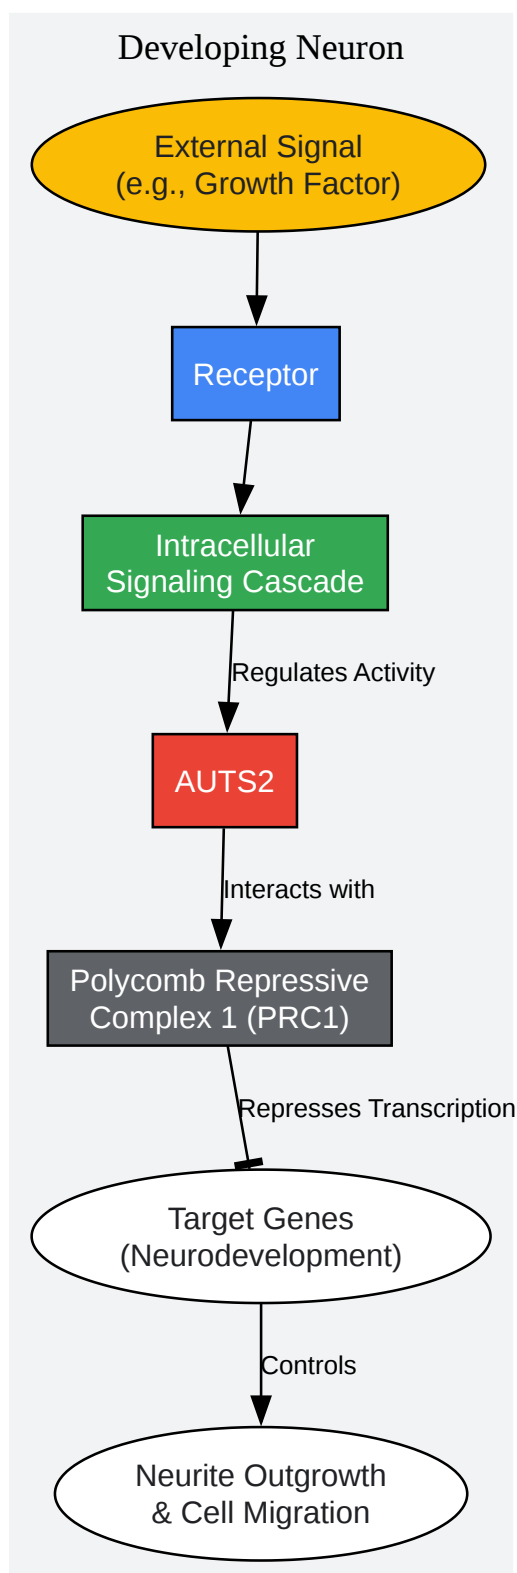 Developing Neuron
External Signal
(e.g., Growth Factor)
Receptor
Intracellular
Signaling Cascade
Regulates Activity
AUTS2
Interacts with
Polycomb Repressive
Complex 1 (PRC1)
Represses Transcription
Target Genes
(Neurodevelopment)
Controls
Neurite Outgrowth
& Cell Migration